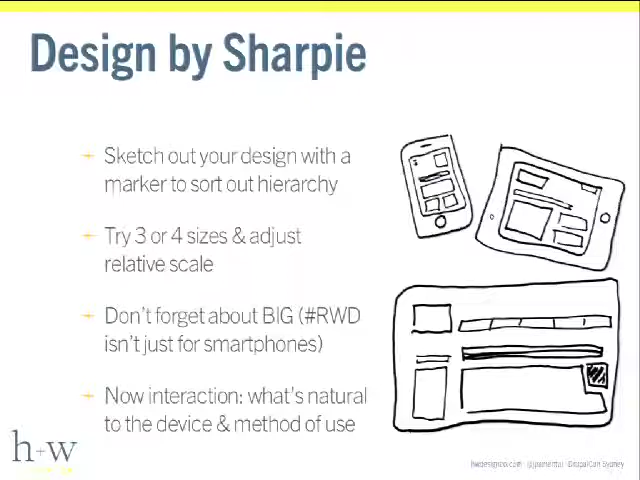 Design by Sharpie
Sketch out your design with a
marker to sort out hierarchy
Try 3 or 4 sizes & adjust
relative scale
Don't forget about BIG (#RWD
isn't just for smartphones)
Now interaction: what's natural
to the device & method of use
h+w
DrupalCon Sydney